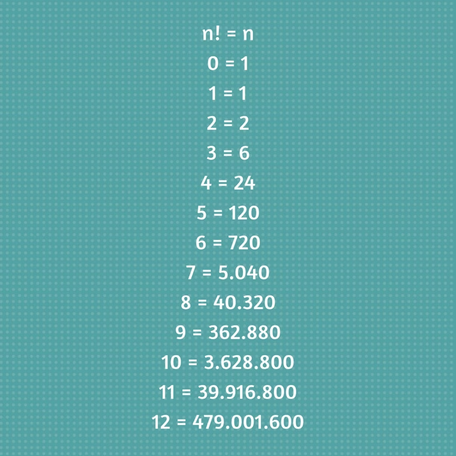 n! = n
0 = 1
1 = 1
2 = 2
3 = 6
4 = 24
5 = 120
6 = 720
7 = 5.040
8 = 40.320
9 = 362.880
10 = 3.628.800
11 = 39.916.800
12 = 479.001.600